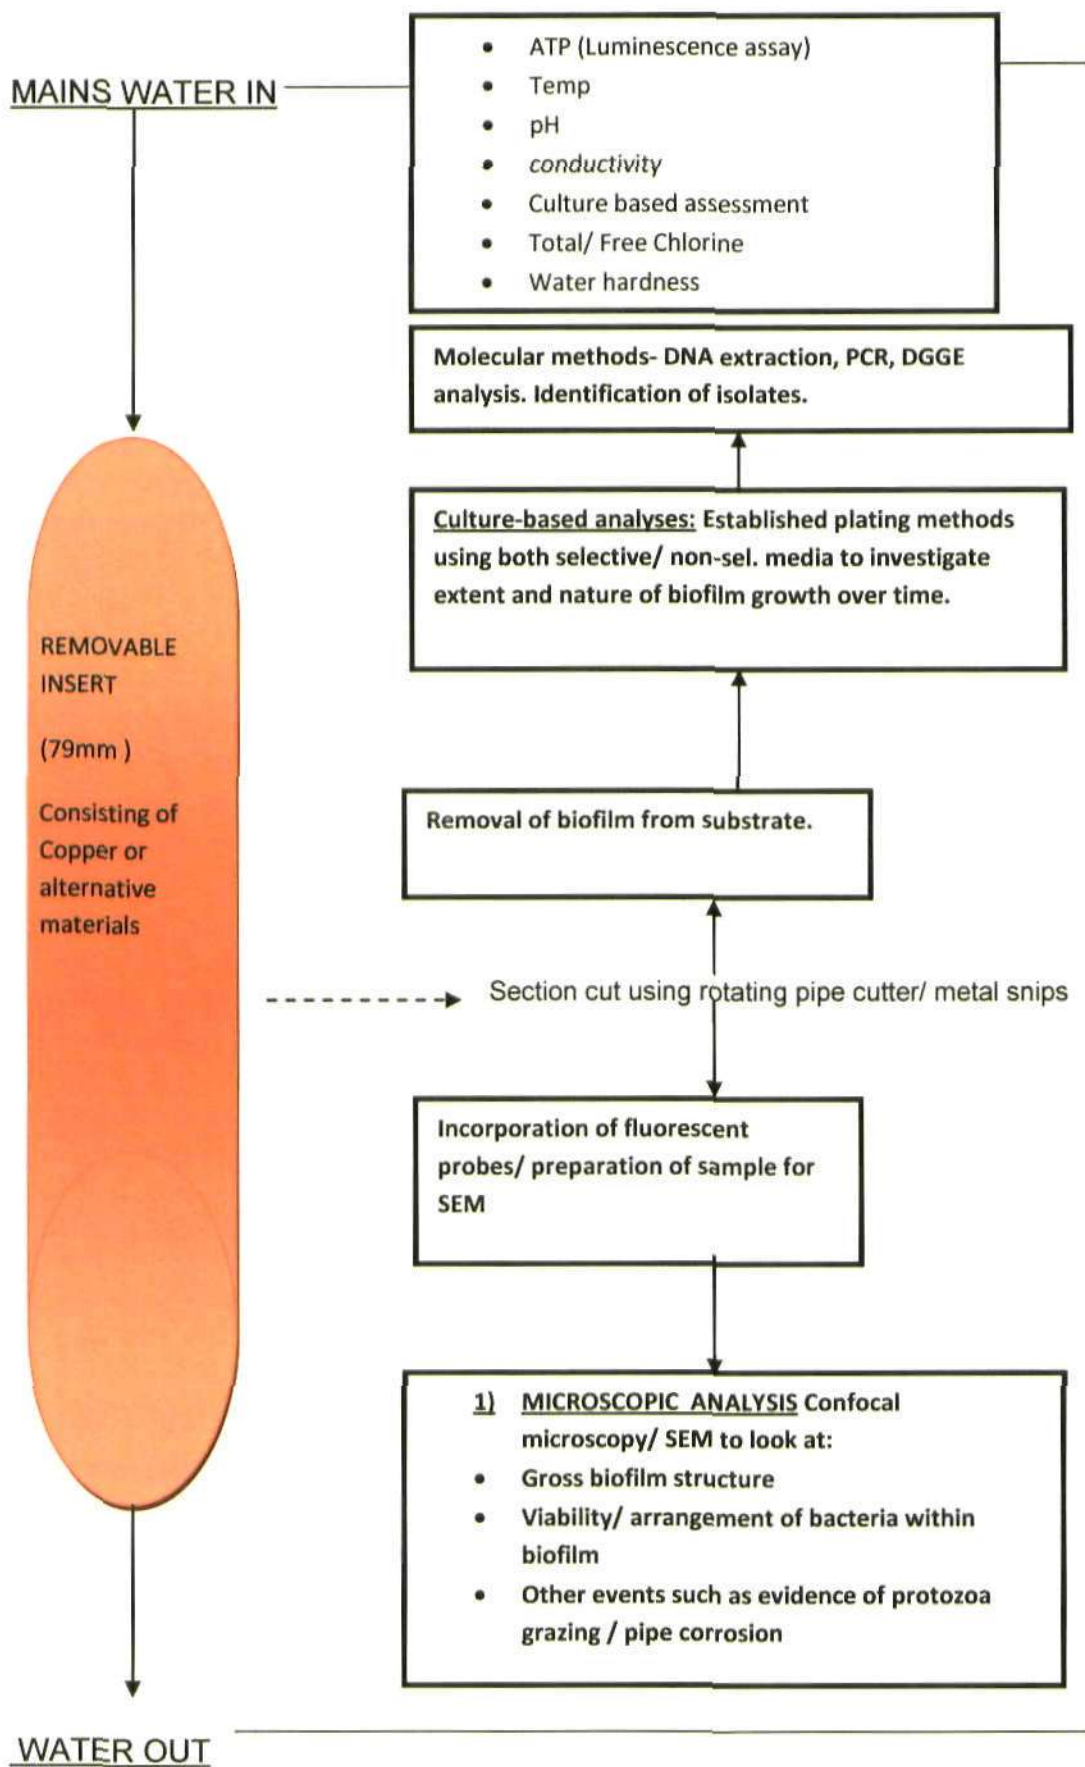 MAINS WATER IN
• ATP (Luminescence assay)
• Temp
• pH
• conductivity
• Culture based assessment
• Total/ Free Chlorine
• Water hardness
Molecular methods- DNA extraction, PCR, DGGE
analysis. Identification of isolates.
Culture-based analyses: Established plating methods
using both selective/ non-sel. media to investigate
extent and nature of biofilm growth over time.
REMOVABLE
INSERT
(79mm )
Consisting of
Copper or
alternative
materials
Removal of biofilm from substrate.
Section cut using rotating pipe cutter/ metal snips
Incorporation of fluorescent
probes/ preparation of sample for
SEM
1) MICROSCOPIC ANALYSIS Confocal
microscopy/ SEM to look at:
• Gross biofilm structure
• Viability/ arrangement of bacteria within
biofilm
• Other events such as evidence of protozoa
grazing / pipe corrosion
WATER OUT